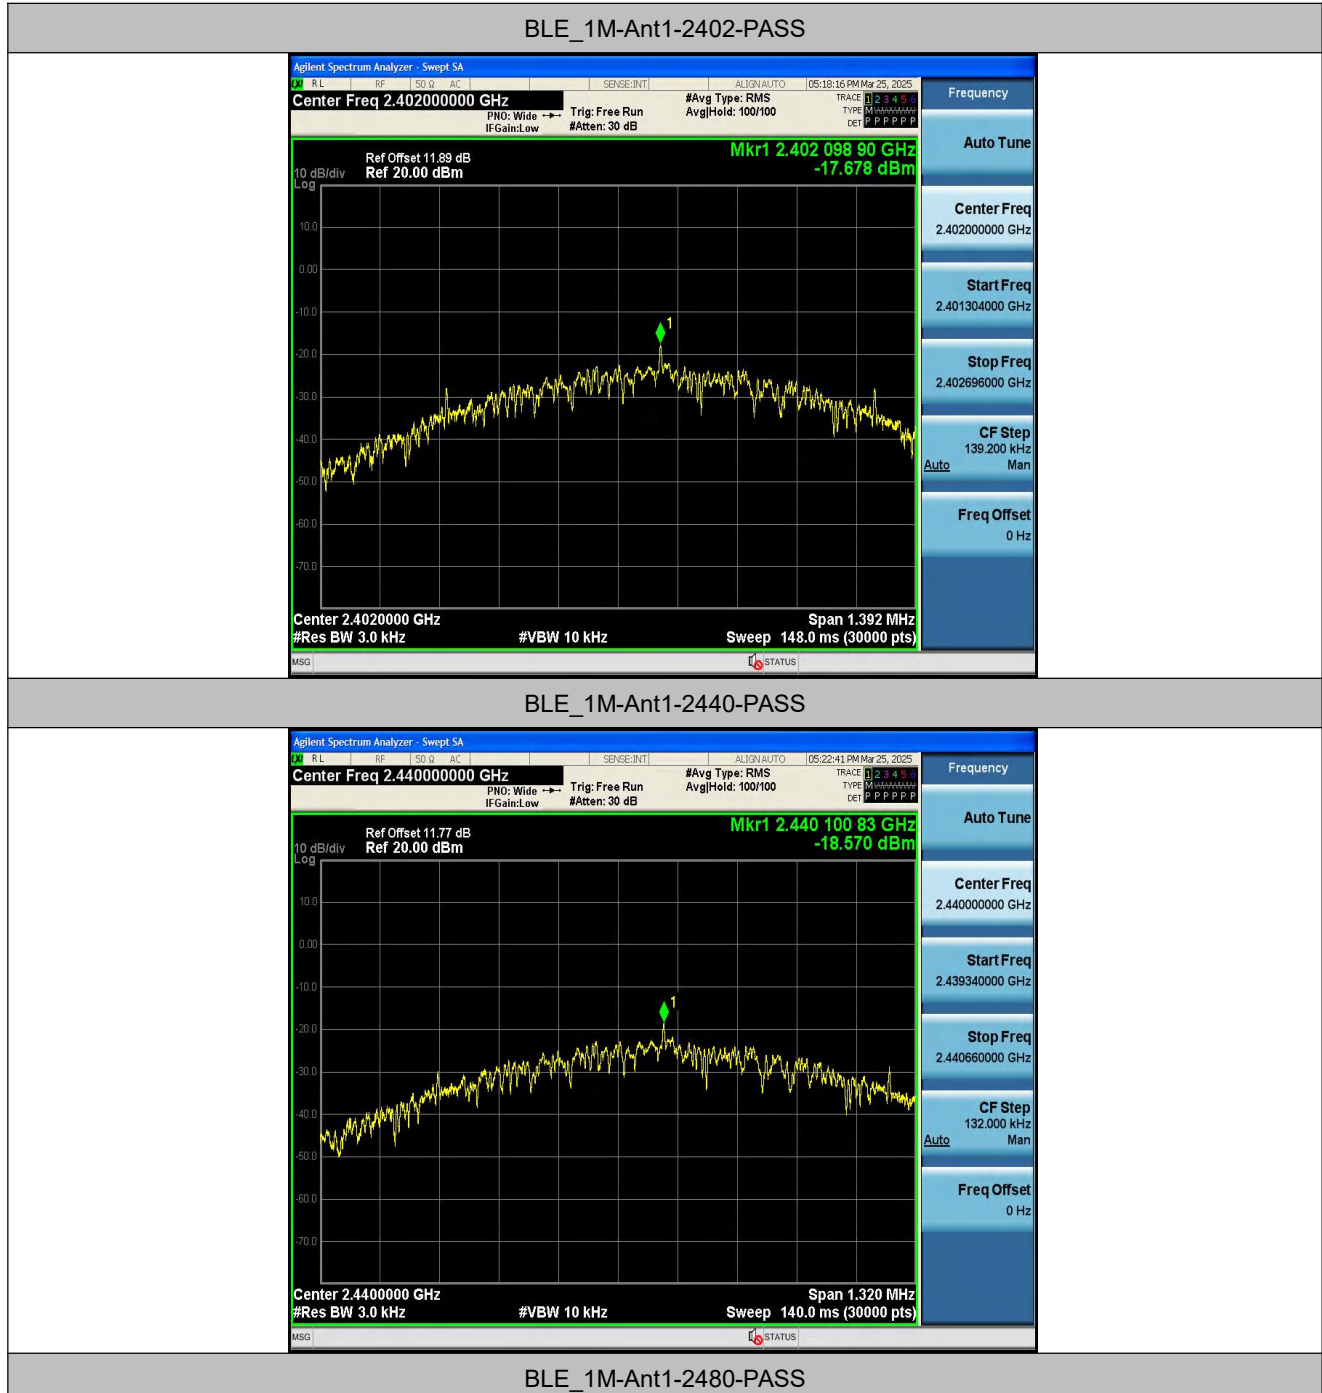 BLE_1M-Ant1-2402-PASS
Agilent Spectrum Analyzer - Swept SA
RL RF 50 Ω AC SENSE:INT ALIGN AUTO 05:18:16 PM Mar 25, 2025
Center Freq 2.402000000 GHz
PNO: Wide
IFGain:Low
Trig: Free Run
#Atten: 30 dB
#Avg Type: RMS
Avg|Hold: 100/100
TRACE 1 2 3 4 5 6
TYPE M
DET P P P P P P
Mkr1 2.402 098 90 GHz
-17.678 dBm
Ref Offset 11.89 dB
10 dB/div Ref 20.00 dBm
Log
10.0
0.00
-10.0
1
-20.0
-30.0
-40.0
-50.0
-60.0
-70.0
Center 2.4020000 GHz Span 1.392 MHz
#Res BW 3.0 kHz #VBW 10 kHz Sweep 148.0 ms (30000 pts)
MSG STATUS
Frequency
Auto Tune
Center Freq
2.402000000 GHz
Start Freq
2.401304000 GHz
Stop Freq
2.402696000 GHz
CF Step
139.200 kHz
Auto Man
Freq Offset
0 Hz
BLE_1M-Ant1-2440-PASS
Agilent Spectrum Analyzer - Swept SA
RL RF 50 Ω AC SENSE:INT ALIGN AUTO 05:22:41 PM Mar 25, 2025
Center Freq 2.440000000 GHz
PNO: Wide
IFGain:Low
Trig: Free Run
#Atten: 30 dB
#Avg Type: RMS
Avg|Hold: 100/100
TRACE 1 2 3 4 5 6
TYPE M
DET P P P P P P
Mkr1 2.440 100 83 GHz
-18.570 dBm
Ref Offset 11.77 dB
10 dB/div Ref 20.00 dBm
Log
10.0
0.00
-10.0
1
-20.0
-30.0
-40.0
-50.0
-60.0
-70.0
Center 2.4400000 GHz Span 1.320 MHz
#Res BW 3.0 kHz #VBW 10 kHz Sweep 140.0 ms (30000 pts)
MSG STATUS
Frequency
Auto Tune
Center Freq
2.440000000 GHz
Start Freq
2.439340000 GHz
Stop Freq
2.440660000 GHz
CF Step
132.000 kHz
Auto Man
Freq Offset
0 Hz
BLE_1M-Ant1-2480-PASS